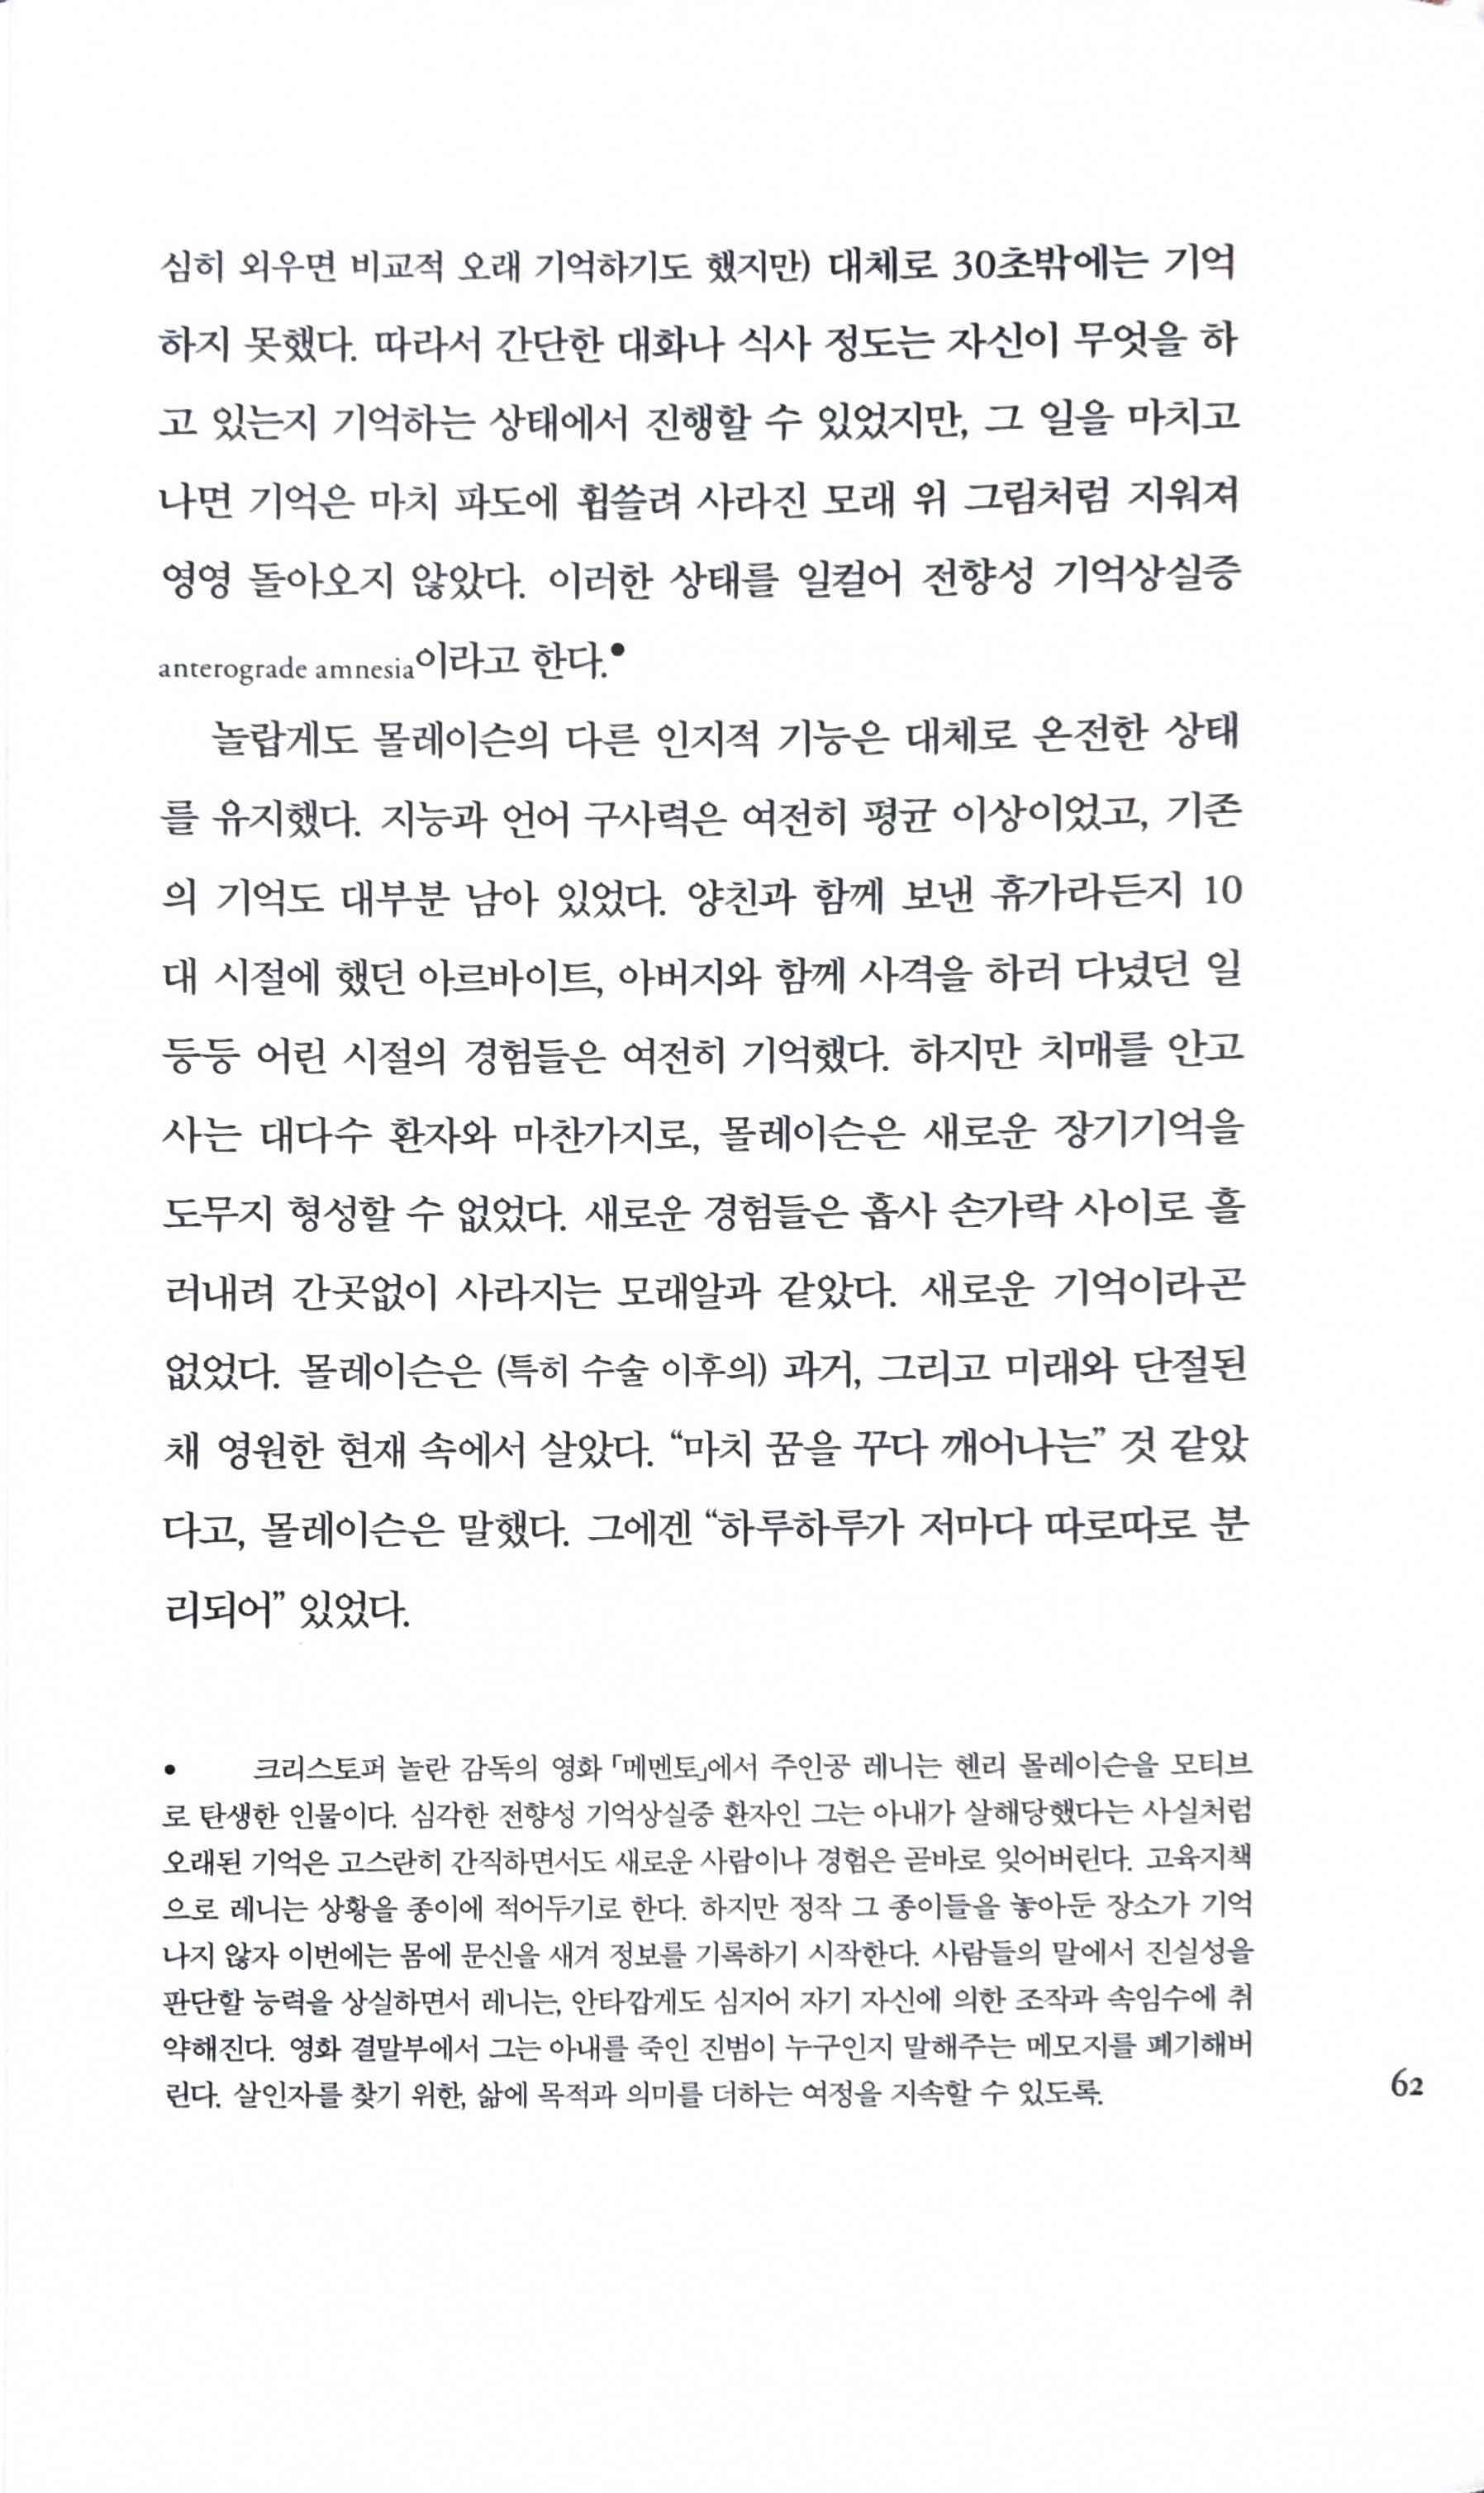 심히 외우면 비교적 오래 기억하기도 했지만) 대체로 30초밖에는 기억
하지 못했다. 따라서 간단한 대화나 식사 정도는 자신이 무엇을 하
고 있는지 기억하는 상태에서 진행할 수 있었지만, 그 일을 마치고
나면 기억은 마치 파도에 휩쓸려 사라진 모래 위 그림처럼 지워져
영영 돌아오지 않았다. 이러한 상태를 일컬어 전향성 기억상실증
anterograde amnesia이라고 한다.•
놀랍게도 몰레이슨의 다른 인지적 기능은 대체로 온전한 상태
를 유지했다. 지능과 언어 구사력은 여전히 평균 이상이었고, 기존
의 기억도 대부분 남아 있었다. 양친과 함께 보낸 휴가라든지 10
대 시절에 했던 아르바이트, 아버지와 함께 사격을 하러 다녔던 일
등등 어린 시절의 경험들은 여전히 기억했다. 하지만 치매를 안고
사는 대다수 환자와 마찬가지로, 몰레이슨은 새로운 장기기억을
도무지 형성할 수 없었다. 새로운 경험들은 흡사 손가락 사이로 흘
러내려 간곳없이 사라지는 모래알과 같았다. 새로운 기억이라곤
없었다. 몰레이슨은 (특히 수술 이후의) 과거, 그리고 미래와 단절된
채 영원한 현재 속에서 살았다. “마치 꿈을 꾸다 깨어나는” 것 같았
다고, 몰레이슨은 말했다. 그에겐 “하루하루가 저마다 따로따로 분
리되어” 있었다.
• 크리스토퍼 놀란 감독의 영화 「메멘토」에서 주인공 레니는 헨리 몰레이슨을 모티브
로 탄생한 인물이다. 심각한 전향성 기억상실증 환자인 그는 아내가 살해당했다는 사실처럼
오래된 기억은 고스란히 간직하면서도 새로운 사람이나 경험은 곧바로 잊어버린다. 고육지책
으로 레니는 상황을 종이에 적어두기로 한다. 하지만 정작 그 종이들을 놓아둔 장소가 기억
나지 않자 이번에는 몸에 문신을 새겨 정보를 기록하기 시작한다. 사람들의 말에서 진실성을
판단할 능력을 상실하면서 레니는, 안타깝게도 심지어 자기 자신에 의한 조작과 속임수에 취
약해진다. 영화 결말부에서 그는 아내를 죽인 진범이 누구인지 말해주는 메모지를 폐기해버
린다. 살인자를 찾기 위한, 삶에 목적과 의미를 더하는 여정을 지속할 수 있도록.
62